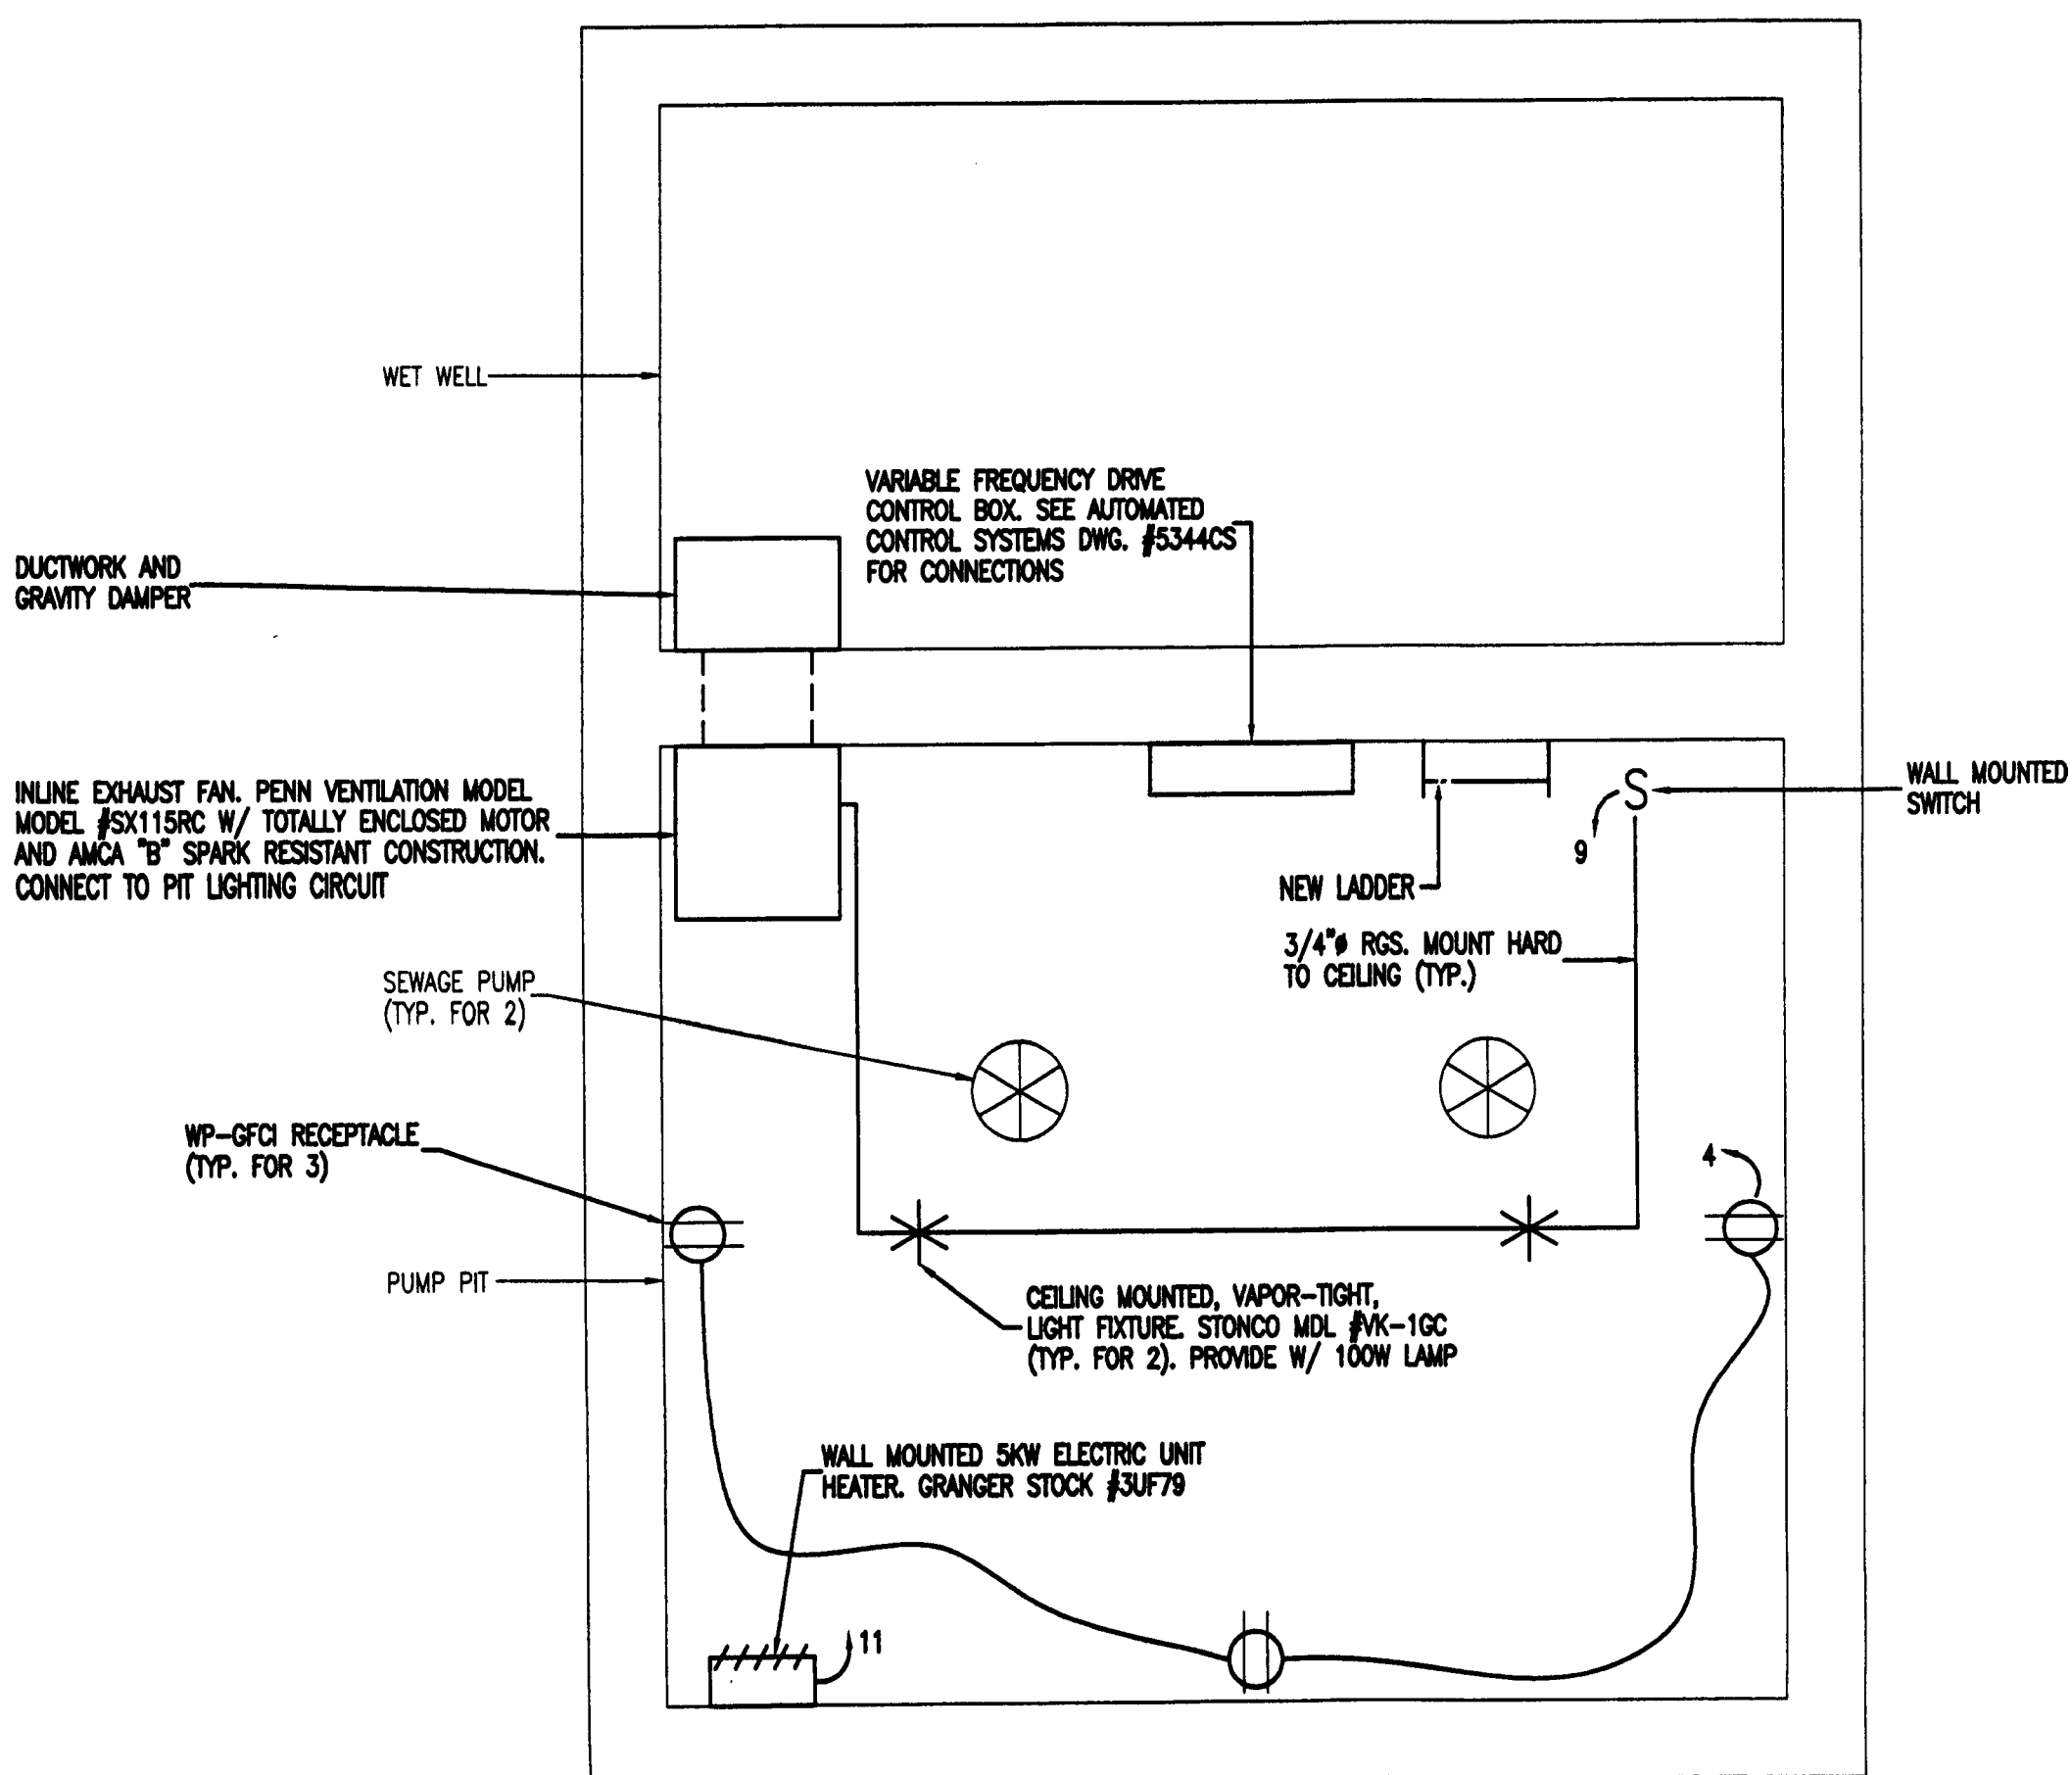 WET WELL
VARIABLE FREQUENCY DRIVE
CONTROL BOX. SEE AUTOMATED
CONTROL SYSTEMS DWG. #5344CS
FOR CONNECTIONS
DUCTWORK AND
GRAVITY DAMPER
INLINE EXHAUST FAN. PENN VENTILATION MODEL
MODEL #SX115RC W/ TOTALLY ENCLOSED MOTOR
AND AMCA "B" SPARK RESISTANT CONSTRUCTION.
CONNECT TO PIT LIGHTING CIRCUIT
S
WALL MOUNTED
SWITCH
9
NEW LADDER
3/4"ø RGS. MOUNT HARD
TO CEILING (TYP.)
SEWAGE PUMP
(TYP. FOR 2)
WP-GFCI RECEPTACLE
(TYP. FOR 3)
4
PUMP PIT
CEILING MOUNTED, VAPOR-TIGHT,
LIGHT FIXTURE. STONCO MDL #VK-1GC
(TYP. FOR 2). PROVIDE W/ 100W LAMP
WALL MOUNTED 5KW ELECTRIC UNIT
HEATER. GRANGER STOCK #3UF79
11